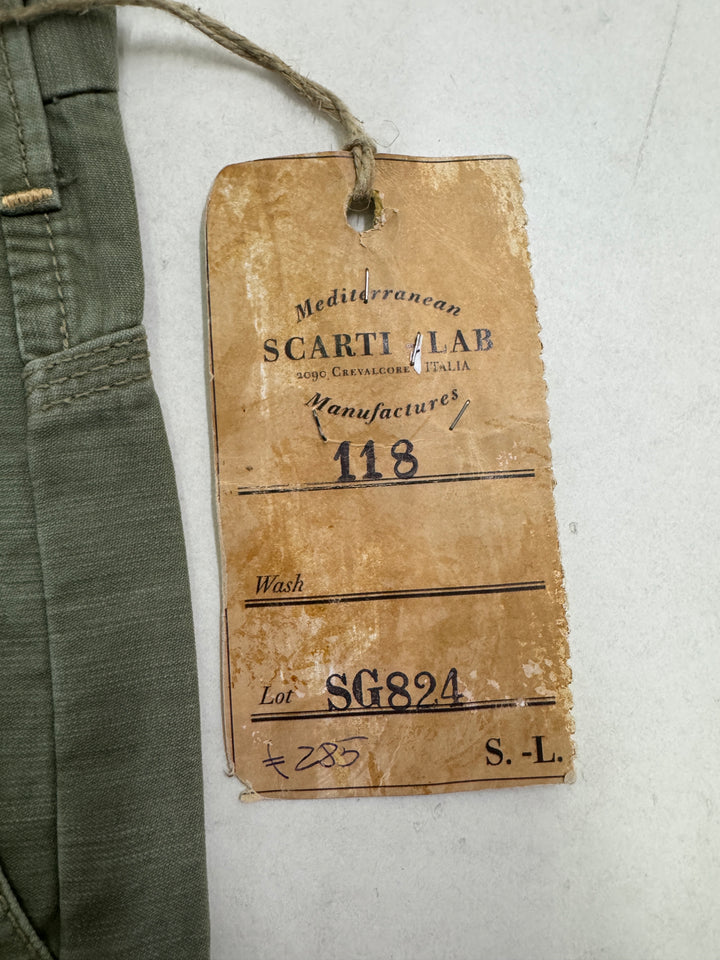 Mediterranean
SCARTI - LAB
2090 CREVALCORE ITALIA
Manufactures
118
Wash
Lot SG824
285 S. -L.